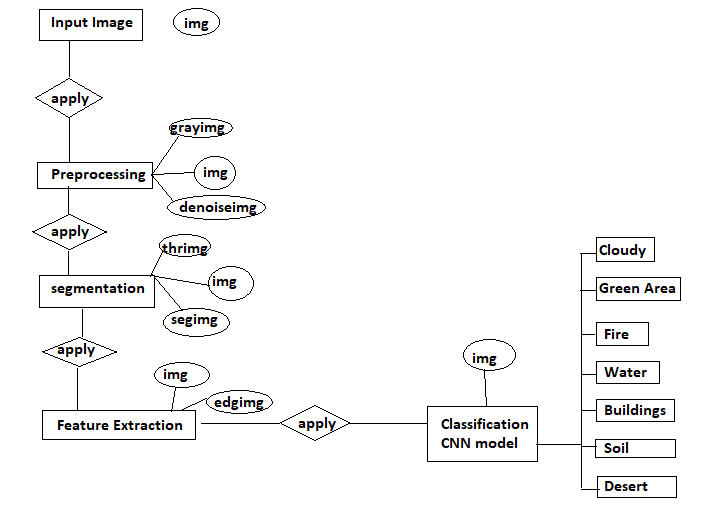 Input Image
img
apply
grayimg
Preprocessing
img
denoiseimg
apply
thrimg
segmentation
img
segimg
apply
img
edgimg
Feature Extraction
apply
img
Classification
CNN model
Cloudy
Green Area
Fire
Water
Buildings
Soil
Desert